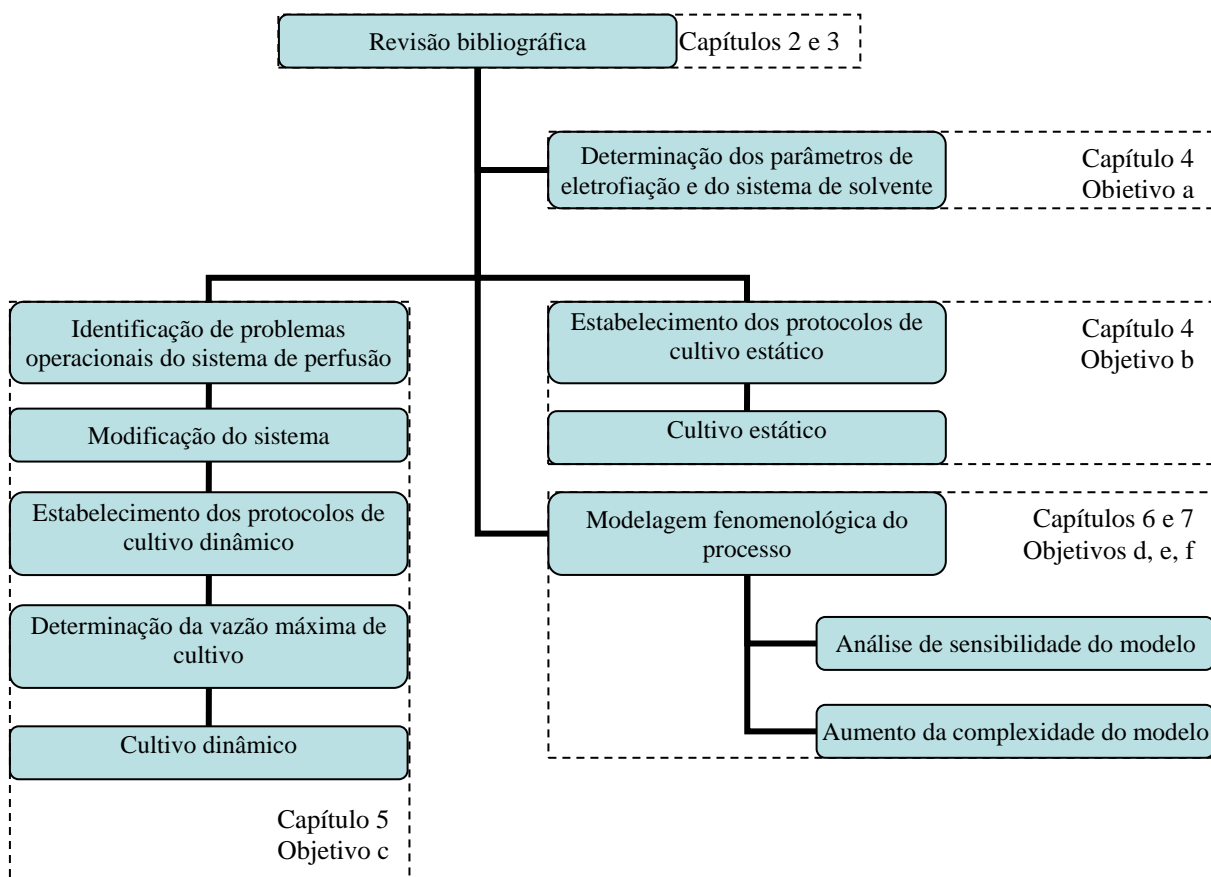 Revisão bibliográfica
Capítulos 2 e 3
Determinação dos parâmetros de
eletrofiação e do sistema de solvente
Capítulo 4
Objetivo a
Identificação de problemas
operacionais do sistema de perfusão
Modificação do sistema
Estabelecimento dos protocolos de
cultivo dinâmico
Determinação da vazão máxima de
cultivo
Cultivo dinâmico
Capítulo 5
Objetivo c
Estabelecimento dos protocolos de
cultivo estático
Cultivo estático
Capítulo 4
Objetivo b
Modelagem fenomenológica do
processo
Capítulos 6 e 7
Objetivos d, e, f
Análise de sensibilidade do modelo
Aumento da complexidade do modelo